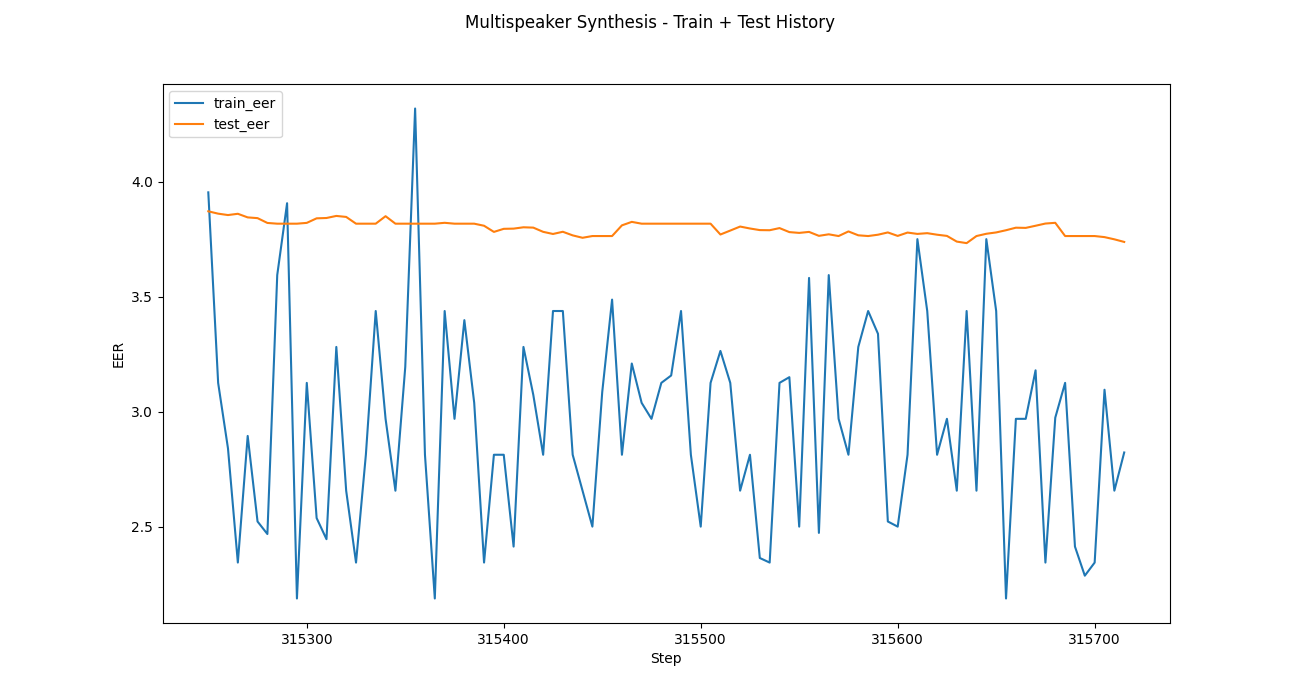 Multispeaker Synthesis - Train + Test History
train_eer
test_eer
4.0
3.5
3.0
2.5
EER
315300 315400 315500 315600 315700
Step